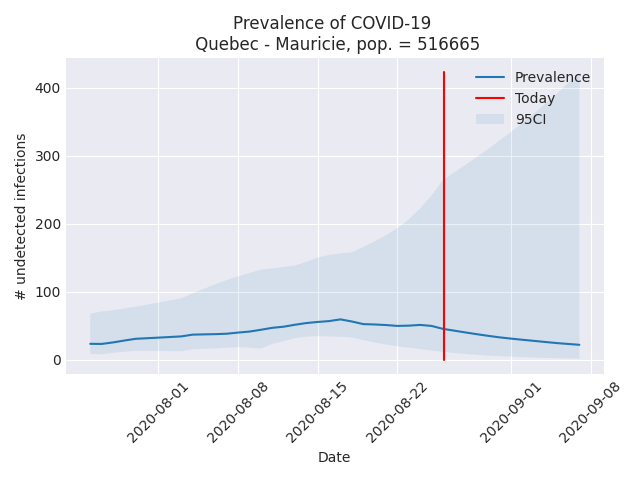 Prevalence of COVID-19
Quebec - Mauricie, pop. = 516665
# undetected infections
400
300
200
100
0
Prevalence
Today
95CI
2020-08-01
2020-08-08
2020-08-15
2020-08-22
2020-09-01
2020-09-08
Date